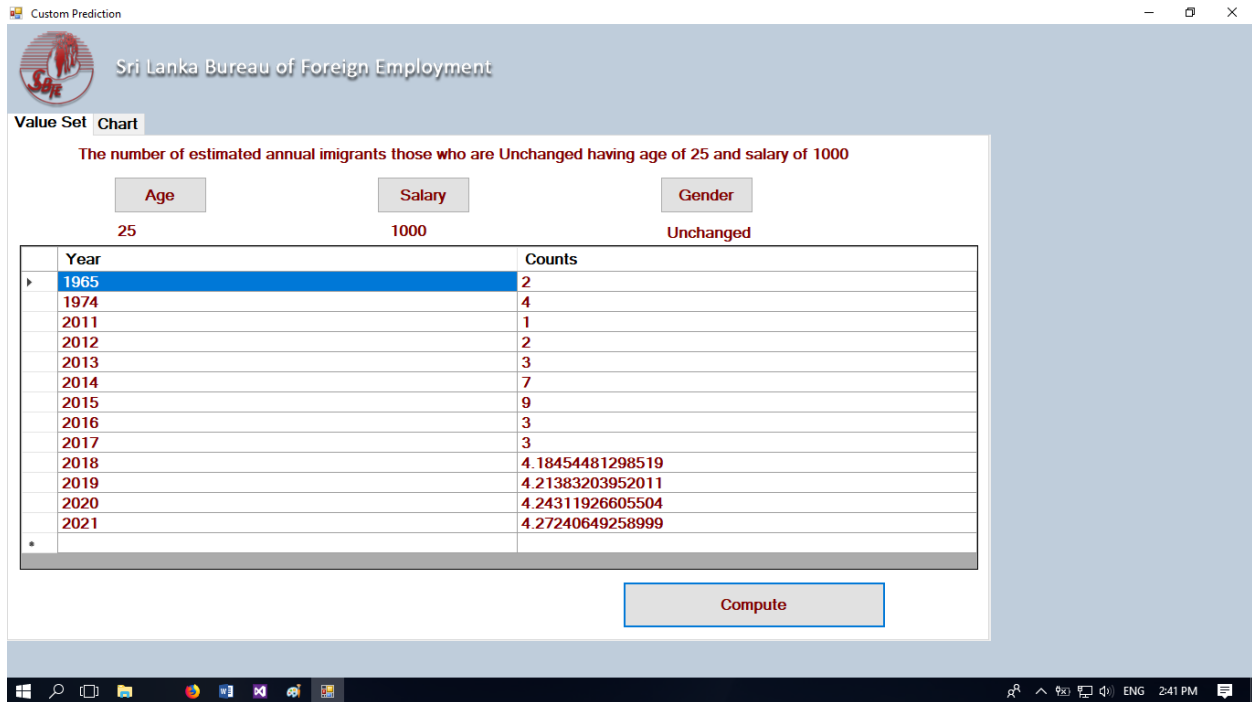 Custom Prediction
SBFE
Sri Lanka Bureau of Foreign Employment
Value Set Chart
The number of estimated annual imigrants those who are Unchanged having age of 25 and salary of 1000
Age Salary Gender
25 1000 Unchanged
Year Counts
1965 2
1974 4
2011 1
2012 2
2013 3
2014 7
2015 9
2016 3
2017 3
2018 4.18454481298519
2019 4.21383203952011
2020 4.24311926605504
2021 4.27240649258999
Compute
ENG 2:41 PM